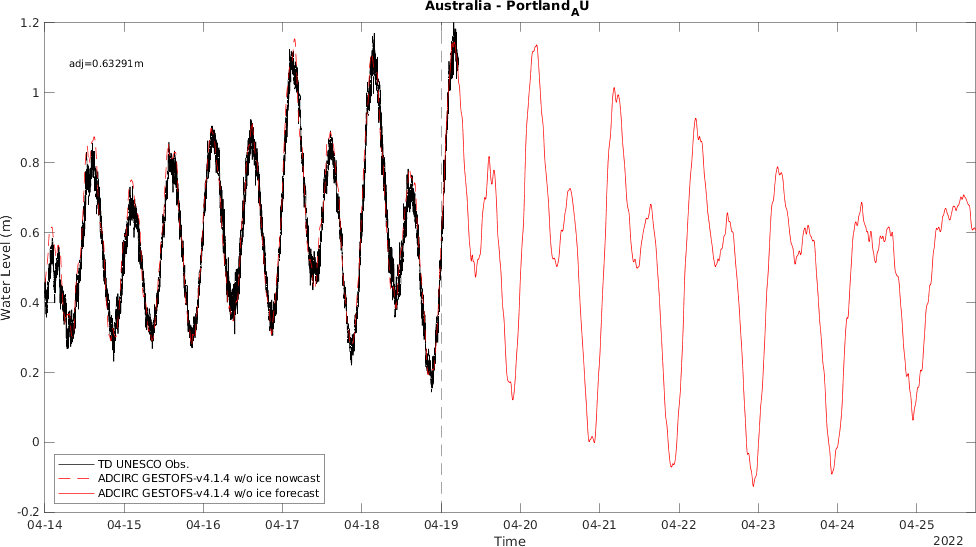 Australia - Portland_AU
1.2
adj=0.63291m
1
0.8
0.6
0.4
0.2
0
-0.2
Water Level (m)
TD UNESCO Obs.
ADCIRC GESTOFS-v4.1.4 w/o ice nowcast
ADCIRC GESTOFS-v4.1.4 w/o ice forecast
04-14 04-15 04-16 04-17 04-18 04-19 04-20 04-21 04-22 04-23 04-24 04-25
Time
2022